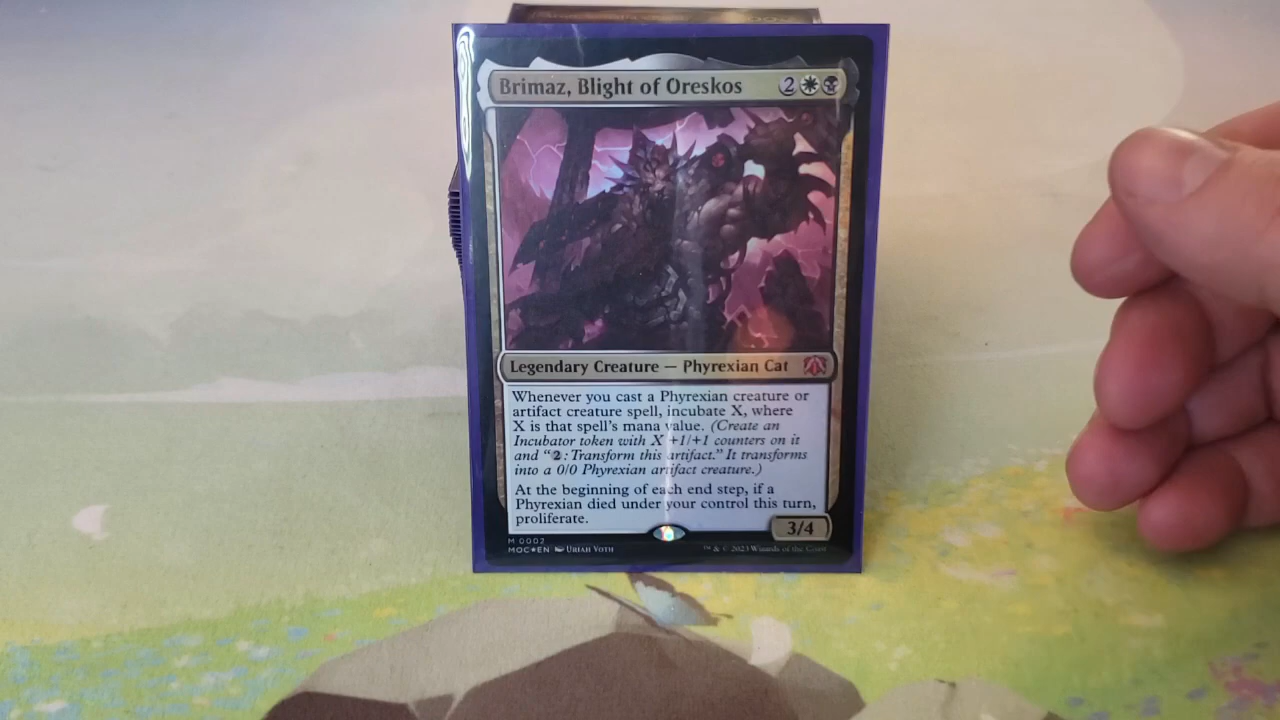 Brimaz, Blight of Oreskos 2
Legendary Creature — Phyrexian Cat
Whenever you cast a Phyrexian creature or
artifact creature spell, incubate X, where
X is that spell's mana value. (Create an
Incubator token with X +1/+1 counters on it
and "2: Transform this artifact." It transforms
into a 0/0 Phyrexian artifact creature.)
At the beginning of each end step, if a
Phyrexian died under your control this turn,
proliferate.
3/4
M 0002
MOC★EN Uriah Voth
™ & © 2023 Wizards of the Coast